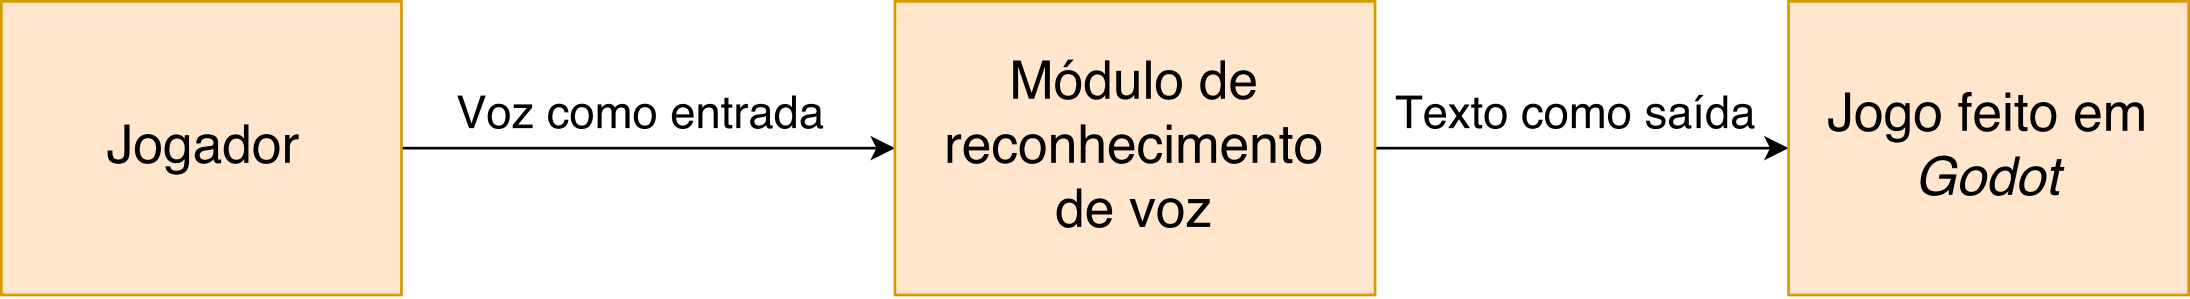 Jogador
Voz como entrada
Módulo de
reconhecimento
de voz
Texto como saída
Jogo feito em
Godot